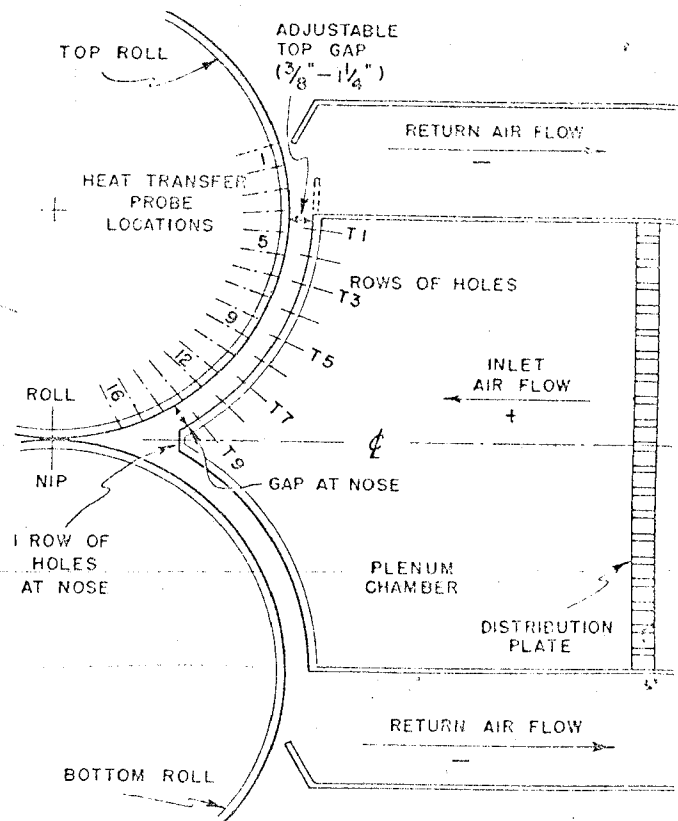 TOP ROLL
ADJUSTABLE
TOP GAP
(3/8"-1 1/4")
RETURN AIR FLOW
-
HEAT TRANSFER
PROBE
LOCATIONS
1
5
9
12
16
T1
T3
T5
T7
T9
ROWS OF HOLES
INLET
AIR FLOW
+
ROLL
NIP
℄
GAP AT NOSE
1 ROW OF
HOLES
AT NOSE
PLENUM
CHAMBER
DISTRIBUTION
PLATE
RETURN AIR FLOW
-
BOTTOM ROLL